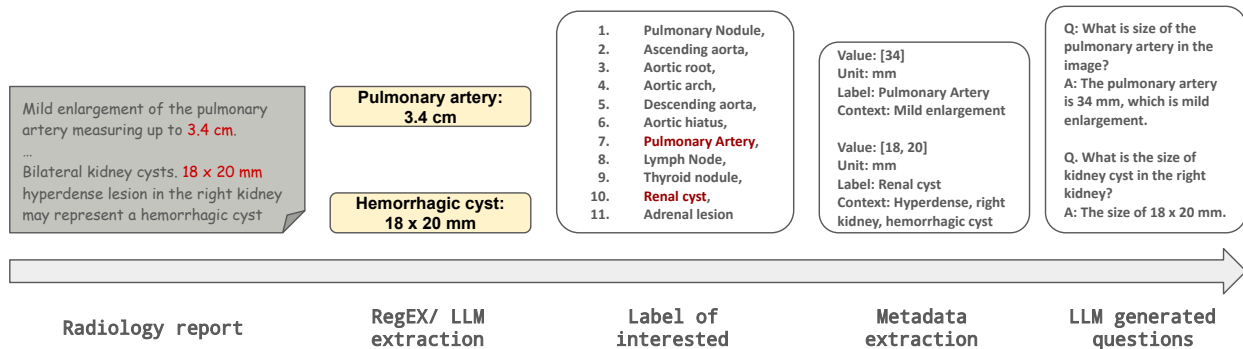 Mild enlargement of the pulmonary
artery measuring up to 3.4 cm.
...
Bilateral kidney cysts. 18 x 20 mm
hyperdense lesion in the right kidney
may represent a hemorrhagic cyst
Pulmonary artery:
3.4 cm
Hemorrhagic cyst:
18 x 20 mm
1. Pulmonary Nodule,
2. Ascending aorta,
3. Aortic root,
4. Aortic arch,
5. Descending aorta,
6. Aortic hiatus,
7. Pulmonary Artery,
8. Lymph Node,
9. Thyroid nodule,
10. Renal cyst,
11. Adrenal lesion
Value: [34]
Unit: mm
Label: Pulmonary Artery
Context: Mild enlargement
Value: [18, 20]
Unit: mm
Label: Renal cyst
Context: Hyperdense, right
kidney, hemorrhagic cyst
Q: What is size of the
pulmonary artery in the
image?
A: The pulmonary artery
is 34 mm, which is mild
enlargement.
Q. What is the size of
kidney cyst in the right
kidney?
A: The size of 18 x 20 mm.
Radiology report
RegEX/ LLM
extraction
Label of
interested
Metadata
extraction
LLM generated
questions